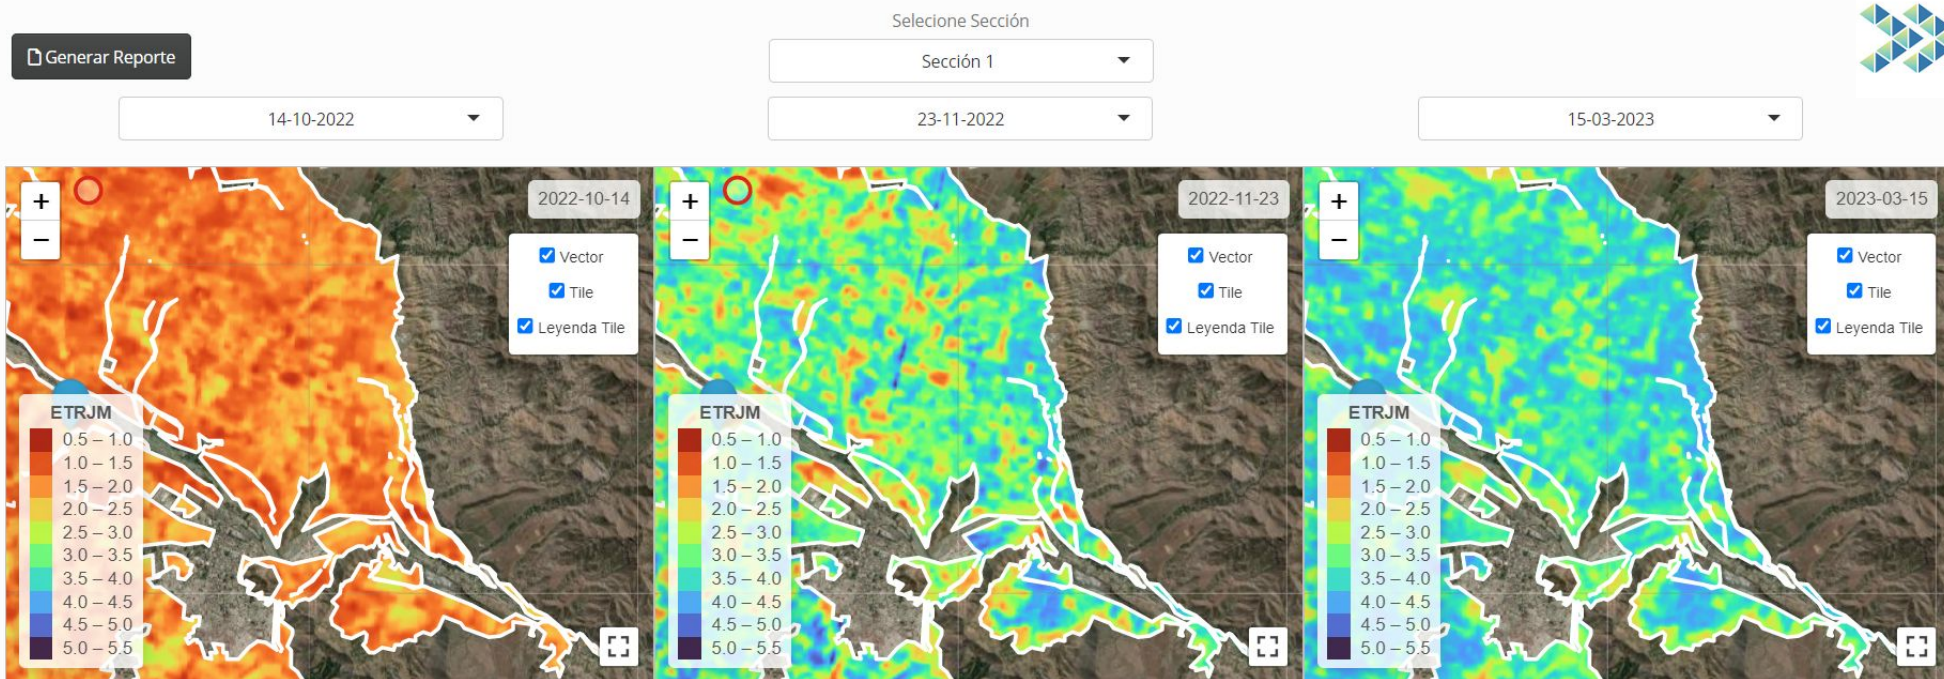 Selecione Sección
Generar Reporte
Sección 1
14-10-2022
23-11-2022
15-03-2023
+
−
2022-10-14
Vector
Tile
Leyenda Tile
ETRJM
0.5 – 1.0
1.0 – 1.5
1.5 – 2.0
2.0 – 2.5
2.5 – 3.0
3.0 – 3.5
3.5 – 4.0
4.0 – 4.5
4.5 – 5.0
5.0 – 5.5
+
−
2022-11-23
Vector
Tile
Leyenda Tile
ETRJM
0.5 – 1.0
1.0 – 1.5
1.5 – 2.0
2.0 – 2.5
2.5 – 3.0
3.0 – 3.5
3.5 – 4.0
4.0 – 4.5
4.5 – 5.0
5.0 – 5.5
+
−
2023-03-15
Vector
Tile
Leyenda Tile
ETRJM
0.5 – 1.0
1.0 – 1.5
1.5 – 2.0
2.0 – 2.5
2.5 – 3.0
3.0 – 3.5
3.5 – 4.0
4.0 – 4.5
4.5 – 5.0
5.0 – 5.5